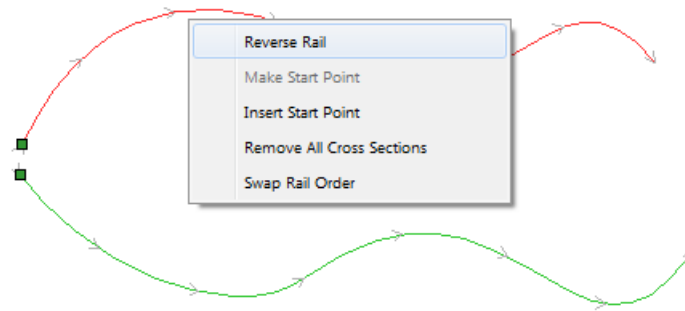 Reverse Rail
Make Start Point
Insert Start Point
Remove All Cross Sections
Swap Rail Order